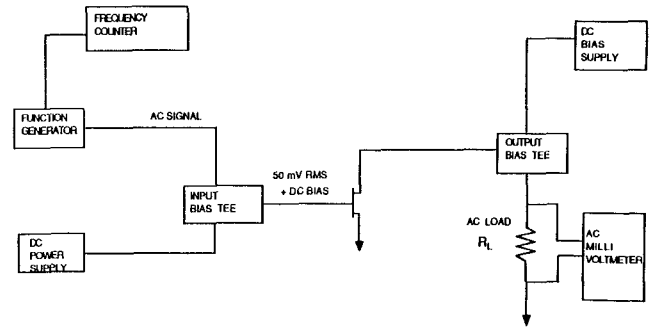 FREQUENCY
COUNTER
DC
BIAS
SUPPLY
FUNCTION
GENERATOR
AC SIGNAL
OUTPUT
BIAS TEE
50 mV RMS
+ DC BIAS
INPUT
BIAS TEE
AC LOAD
RL
AC
MILLI
VOLTMETER
DC
POWER
SUPPLY